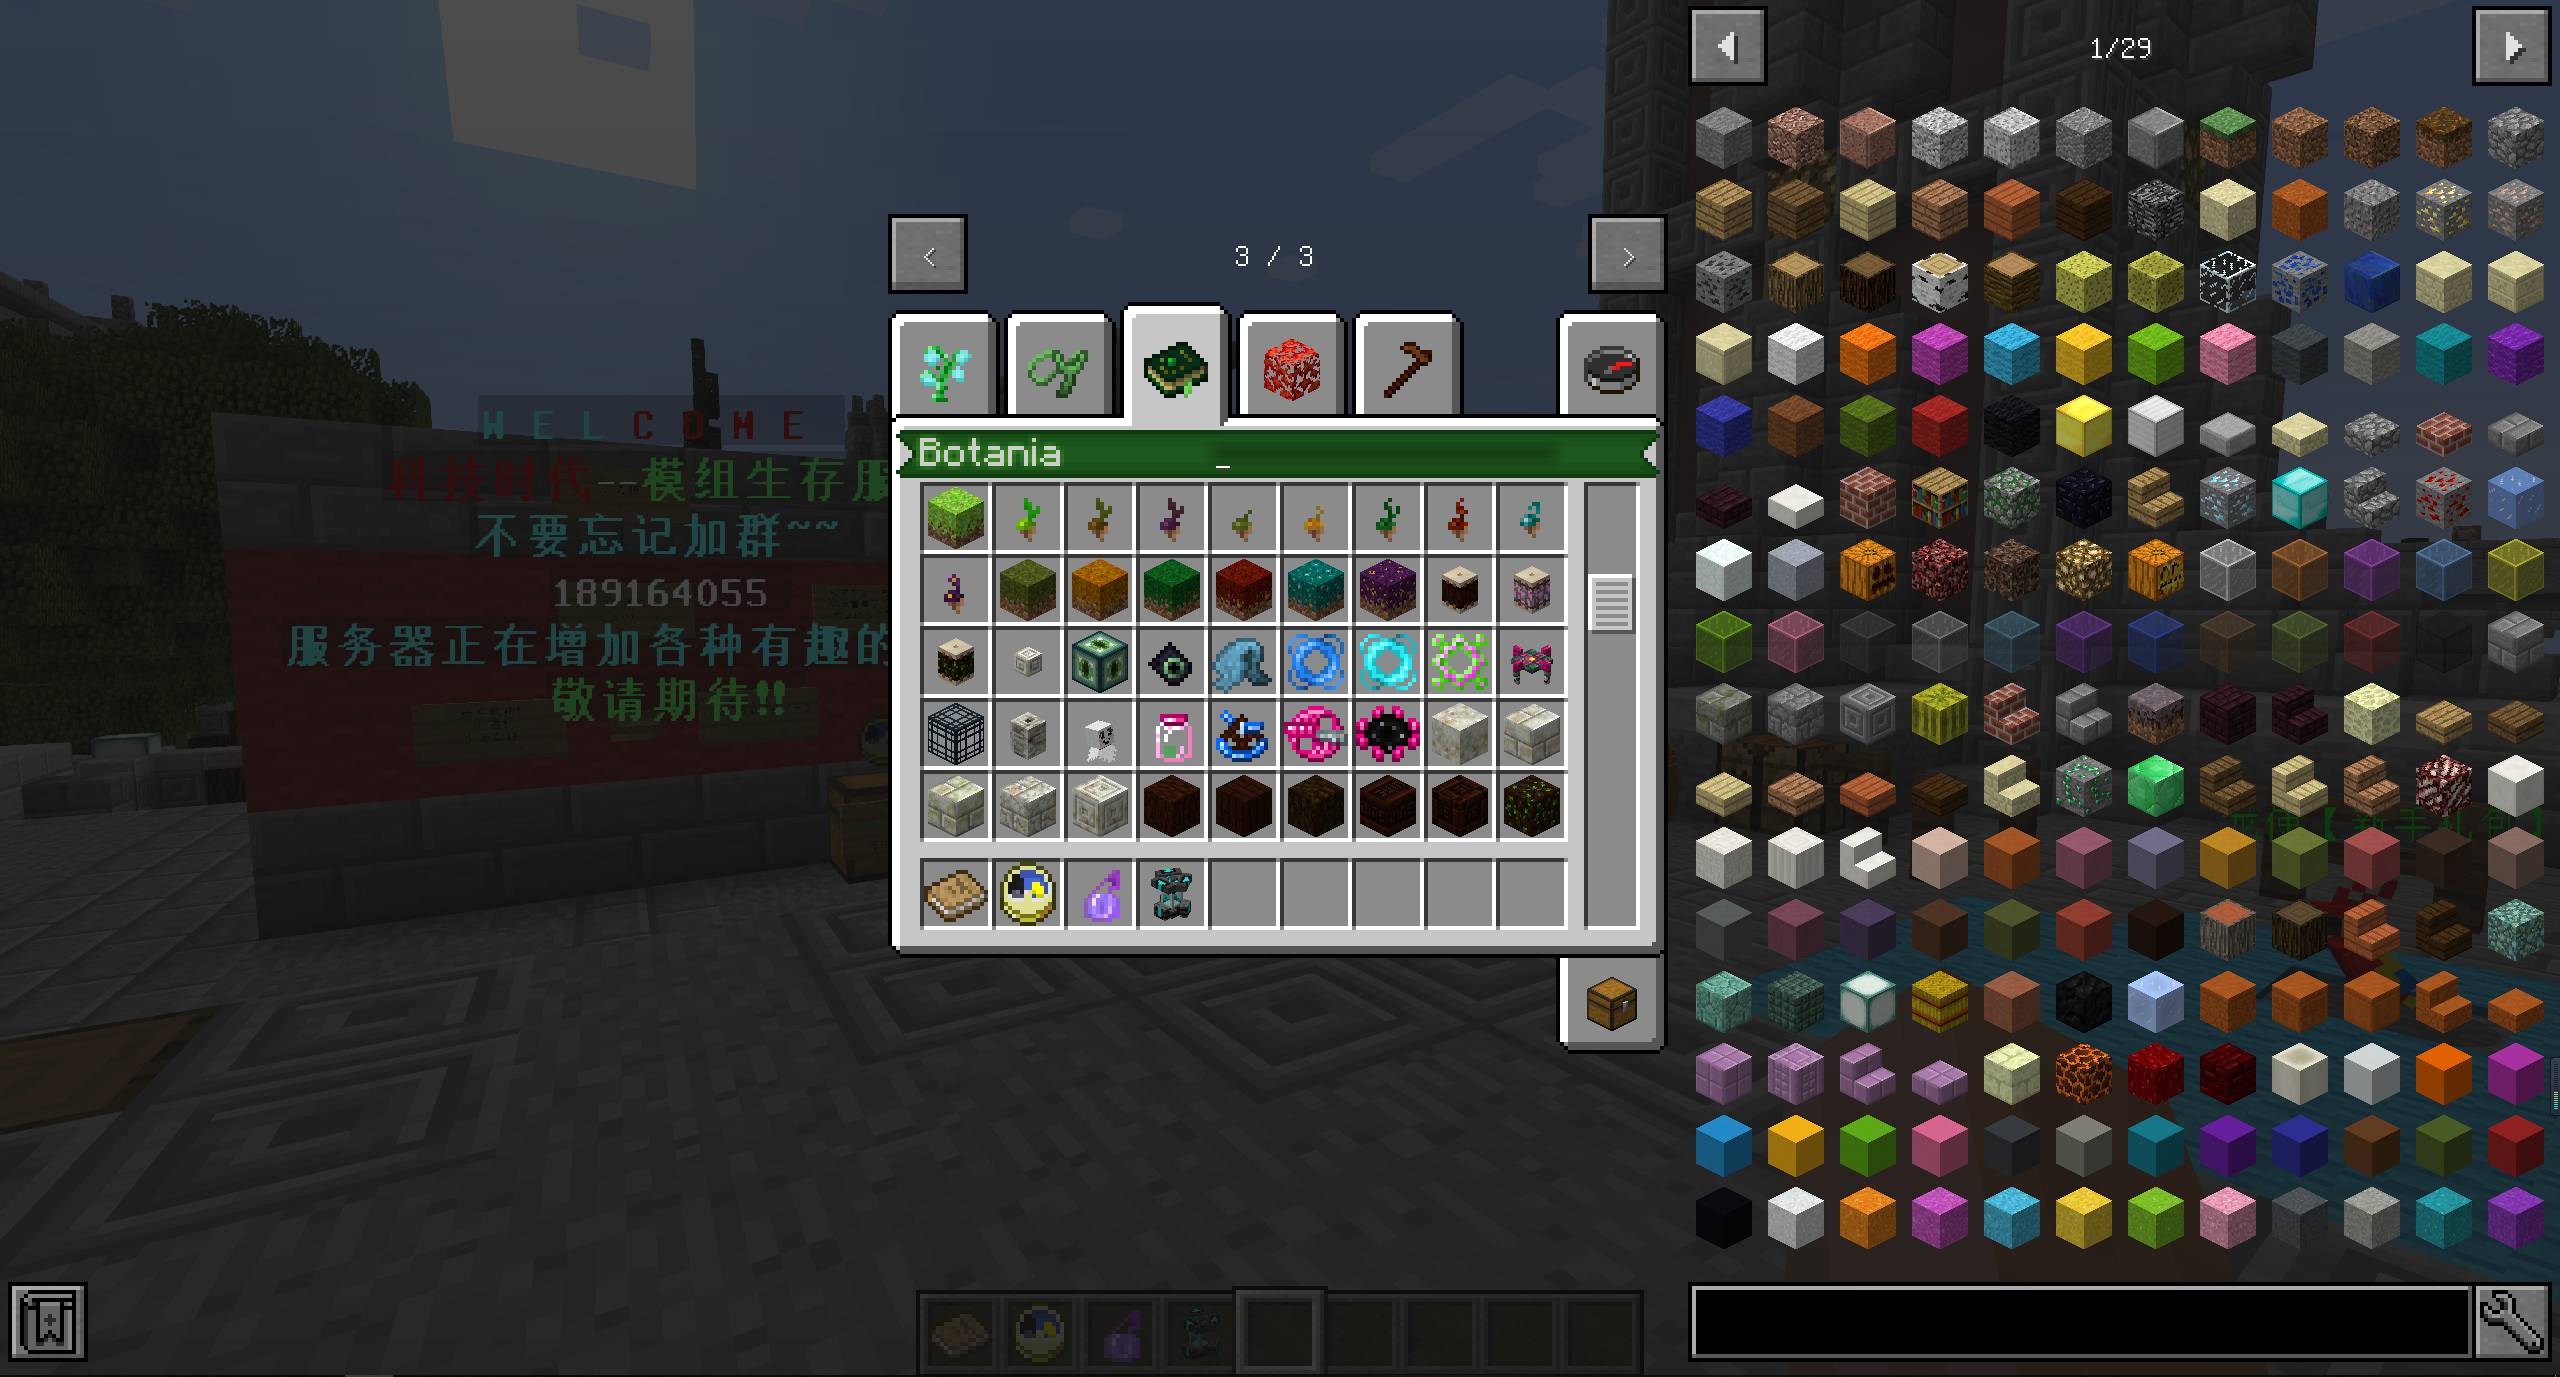 1/29
3 / 3
Botania
W E L C O M E
科技时代--模组生存服
不要忘记加群~~
189164055
服务器正在增加各种有趣的
敬请期待!!